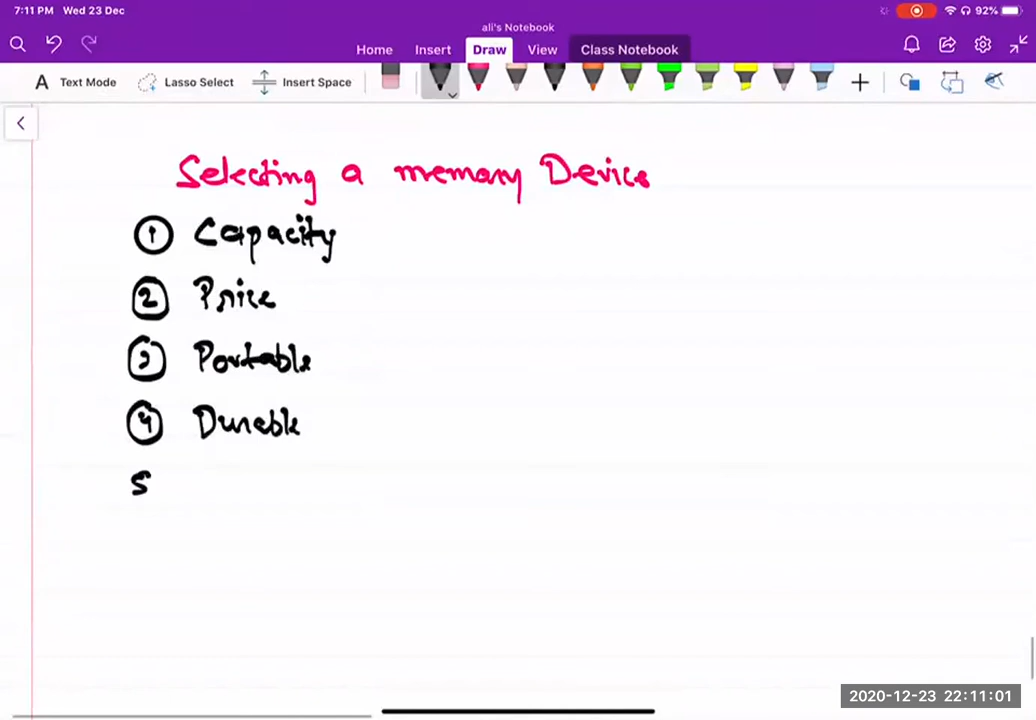 7:11 PM Wed 23 Dec 92%
ali's Notebook
Home Insert Draw View Class Notebook
A Text Mode Lasso Select Insert Space
Selecting a memary Device
1 Capacity
2 Price
3 Portable
4 Durable
5
2020-12-23 22:11:01